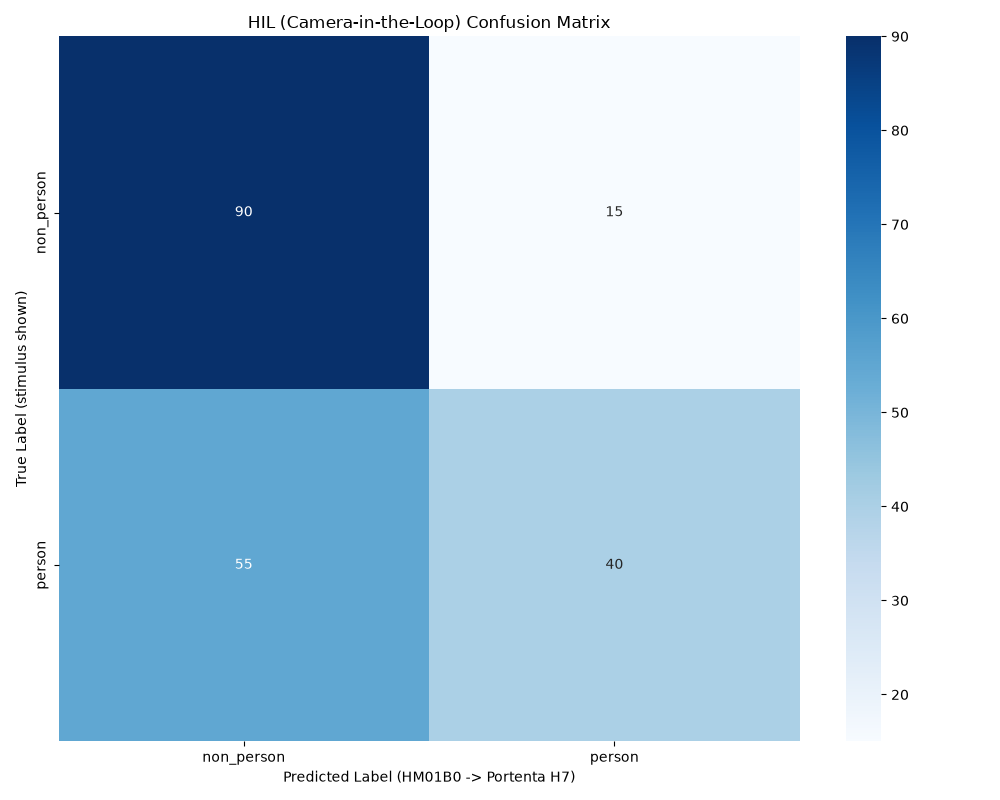 HIL (Camera-in-the-Loop) Confusion Matrix
True Label (stimulus shown)
non_person
person
90
15
55
40
non_person
person
Predicted Label (HM01B0 -> Portenta H7)
90
80
70
60
50
40
30
20